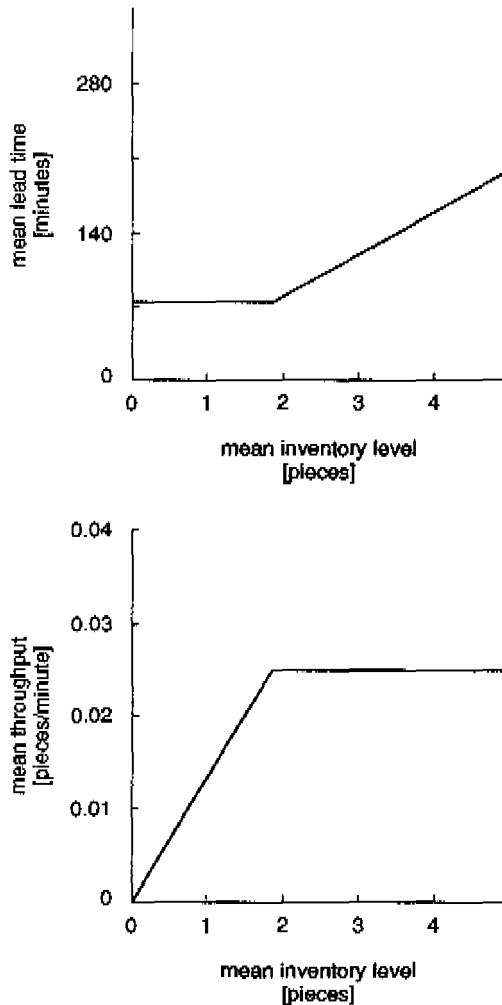 280
140
0
mean lead time
[minutes]
0 1 2 3 4
mean inventory level
[pieces]
0.04
0.03
0.02
0.01
0
mean throughput
[pieces/minute]
0 1 2 3 4
mean inventory level
[pieces]